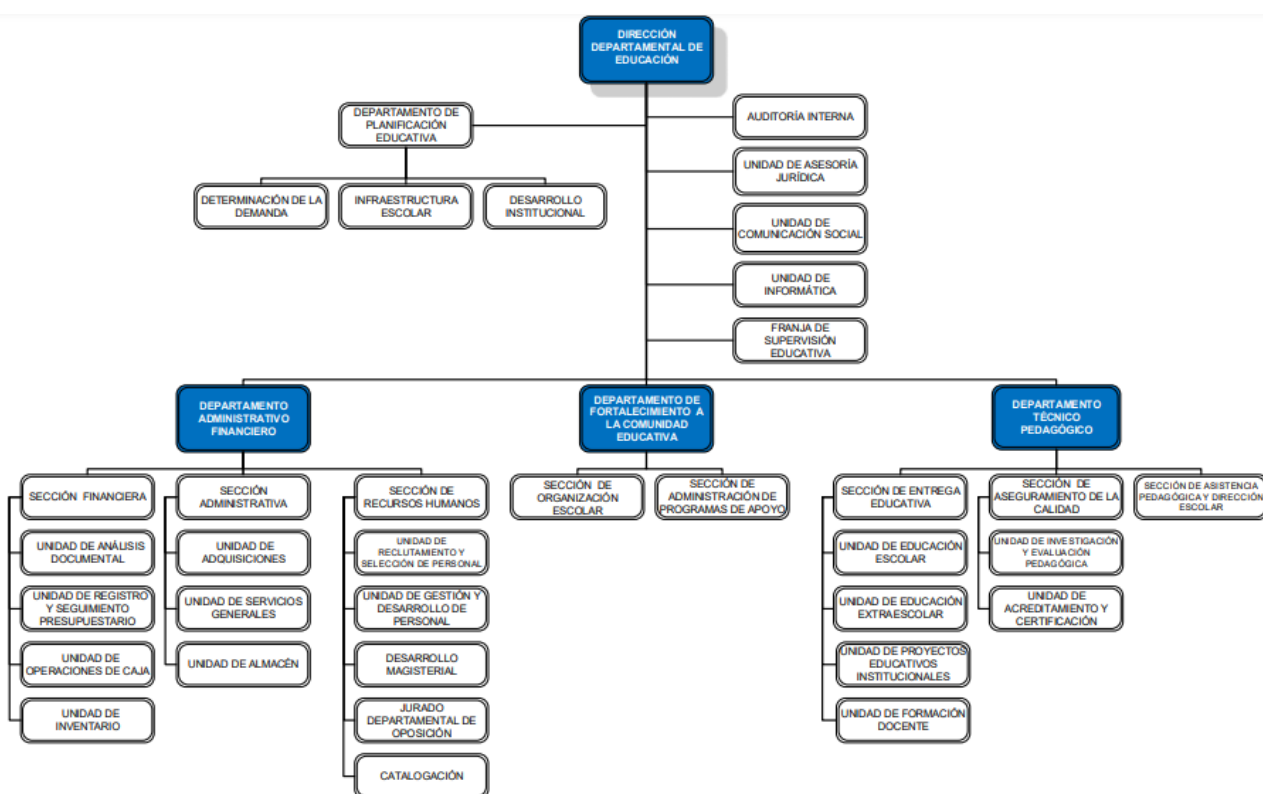 DIRECCIÓN
DEPARTAMENTAL DE
EDUCACIÓN
DEPARTAMENTO DE
PLANIFICACIÓN
EDUCATIVA
DETERMINACIÓN DE LA
DEMANDA
INFRAESTRUCTURA
ESCOLAR
DESARROLLO
INSTITUCIONAL
AUDITORÍA INTERNA
UNIDAD DE ASESORÍA
JURÍDICA
UNIDAD DE
COMUNICACIÓN SOCIAL
UNIDAD DE
INFORMÁTICA
FRANJA DE
SUPERVISIÓN
EDUCATIVA
DEPARTAMENTO
ADMINISTRATIVO
FINANCIERO
DEPARTAMENTO DE
FORTALECIMIENTO A
LA COMUNIDAD
EDUCATIVA
DEPARTAMENTO
TÉCNICO
PEDAGÓGICO
SECCIÓN FINANCIERA
UNIDAD DE ANÁLISIS
DOCUMENTAL
UNIDAD DE REGISTRO
Y SEGUIMIENTO
PRESUPUESTARIO
UNIDAD DE
OPERACIONES DE CAJA
UNIDAD DE
INVENTARIO
SECCIÓN
ADMINISTRATIVA
UNIDAD DE
ADQUISICIONES
UNIDAD DE SERVICIOS
GENERALES
UNIDAD DE ALMACÉN
SECCIÓN DE
RECURSOS HUMANOS
UNIDAD DE
RECLUTAMIENTO Y
SELECCIÓN DE PERSONAL
UNIDAD DE GESTIÓN Y
DESARROLLO DE
PERSONAL
DESARROLLO
MAGISTERIAL
JURADO
DEPARTAMENTAL DE
OPOSICIÓN
CATALOGACIÓN
SECCIÓN DE
ORGANIZACIÓN
ESCOLAR
SECCIÓN DE
ADMINISTRACIÓN DE
PROGRAMAS DE APOYO
SECCIÓN DE ENTREGA
EDUCATIVA
UNIDAD DE EDUCACIÓN
ESCOLAR
UNIDAD DE EDUCACIÓN
EXTRAESCOLAR
UNIDAD DE PROYECTOS
EDUCATIVOS
INSTITUCIONALES
UNIDAD DE FORMACIÓN
DOCENTE
SECCIÓN DE
ASEGURAMIENTO DE LA
CALIDAD
UNIDAD DE INVESTIGACIÓN
Y EVALUACIÓN
PEDAGÓGICA
UNIDAD DE
ACREDITAMIENTO Y
CERTIFICACIÓN
SECCIÓN DE ASISTENCIA
PEDAGÓGICA Y DIRECCIÓN
ESCOLAR